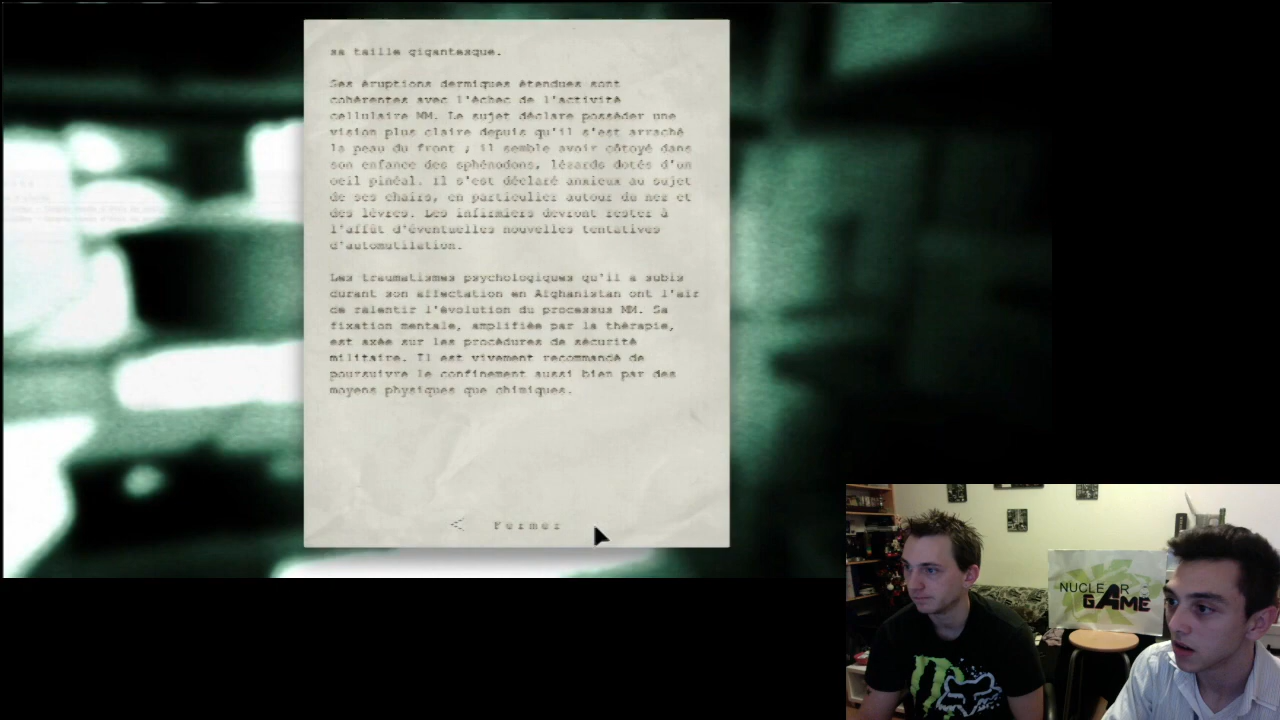 sa taille gigantesque.
Ses éruptions dermiques étendues sont
cohérentes avec l'échec de l'activité
cellulaire MM. Le sujet déclare posséder une
vision plus claire depuis qu'il s'est arraché
la peau du front ; il semble avoir côtoyé dans
son enfance des sphénodons, lézards dotés d'un
oeil pinéal. Il s'est déclaré anxieux au sujet
de ses chairs, en particulier autour du nez et
des lèvres. Les infirmiers devront rester à
l'affût d'éventuelles nouvelles tentatives
d'automutilation.
Les traumatismes psychologiques qu'il a subis
durant son affectation en Afghanistan ont l'air
de ralentir l'évolution du processus MM. Sa
fixation mentale, amplifiée par la thérapie,
est axée sur les procédures de sécurité
militaire. Il est vivement recommandé de
poursuivre le confinement aussi bien par des
moyens physiques que chimiques.
< Fermer
NUCLEAR
GAME